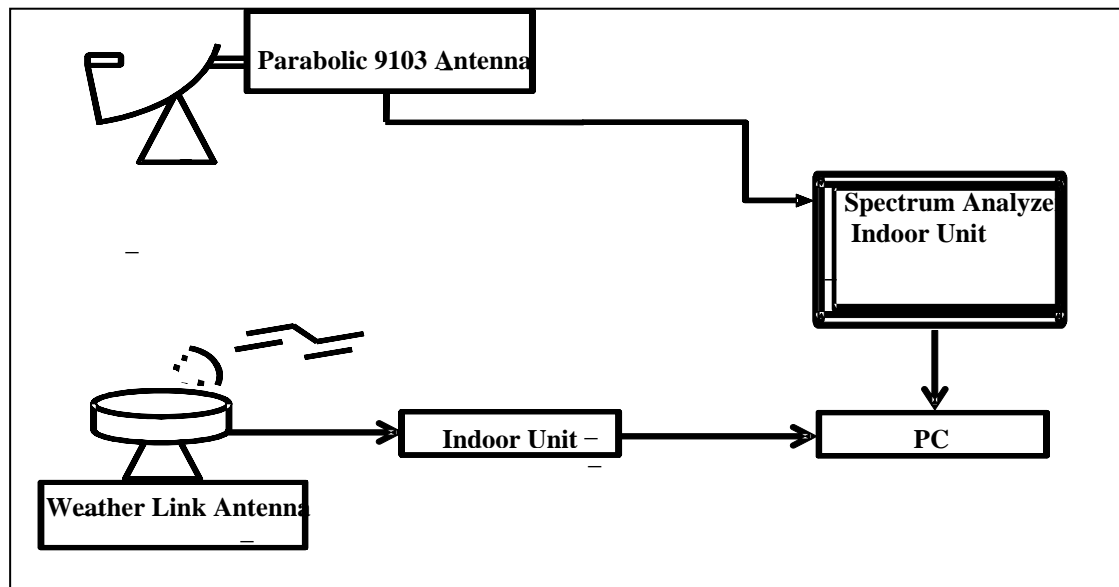 Parabolic 9103 Antenna
Spectrum Analyze
Indoor Unit
Indoor Unit
PC
Weather Link Antenna